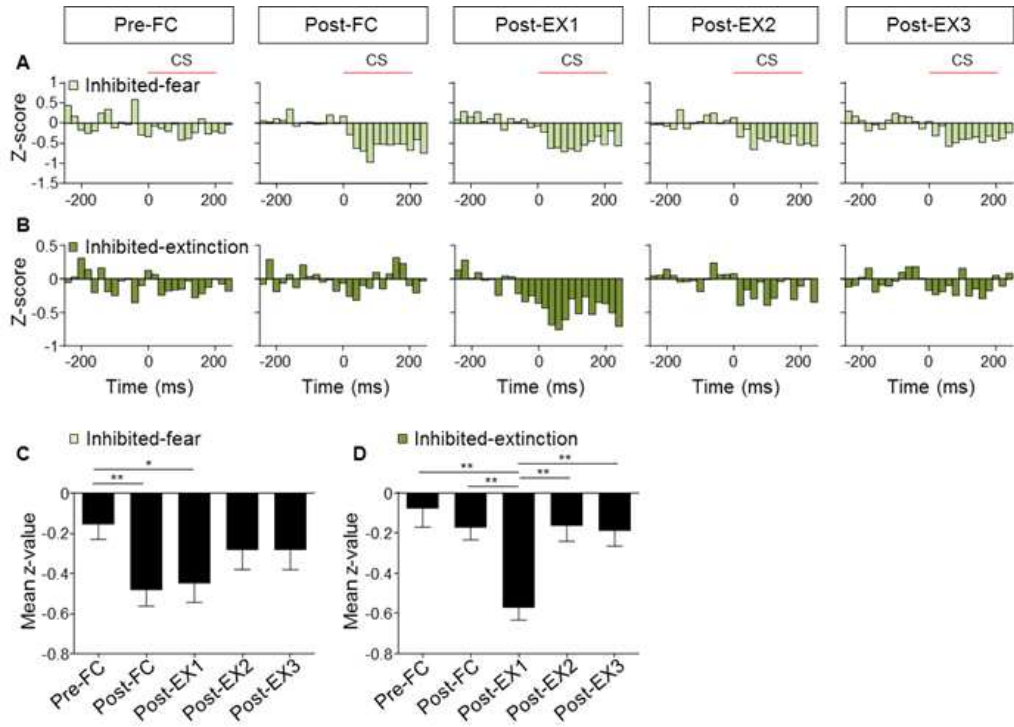 Pre-FC Post-FC Post-EX1 Post-EX2 Post-EX3
A CS CS CS CS CS
Inhibited-fear
Z-score
1
0.5
0
-0.5
-1
-1.5
-200 0 200 -200 0 200 -200 0 200 -200 0 200 -200 0 200
B
Inhibited-extinction
Z-score
0.5
0
-0.5
-1
-200 0 200 -200 0 200 -200 0 200 -200 0 200 -200 0 200
Time (ms) Time (ms) Time (ms) Time (ms) Time (ms)
C Inhibited-fear
*
**
Mean z-value
0
-0.2
-0.4
-0.6
-0.8
Pre-FC Post-FC Post-EX1 Post-EX2 Post-EX3
D Inhibited-extinction
** **
** **
Mean z-value
0
-0.2
-0.4
-0.6
-0.8
Pre-FC Post-FC Post-EX1 Post-EX2 Post-EX3